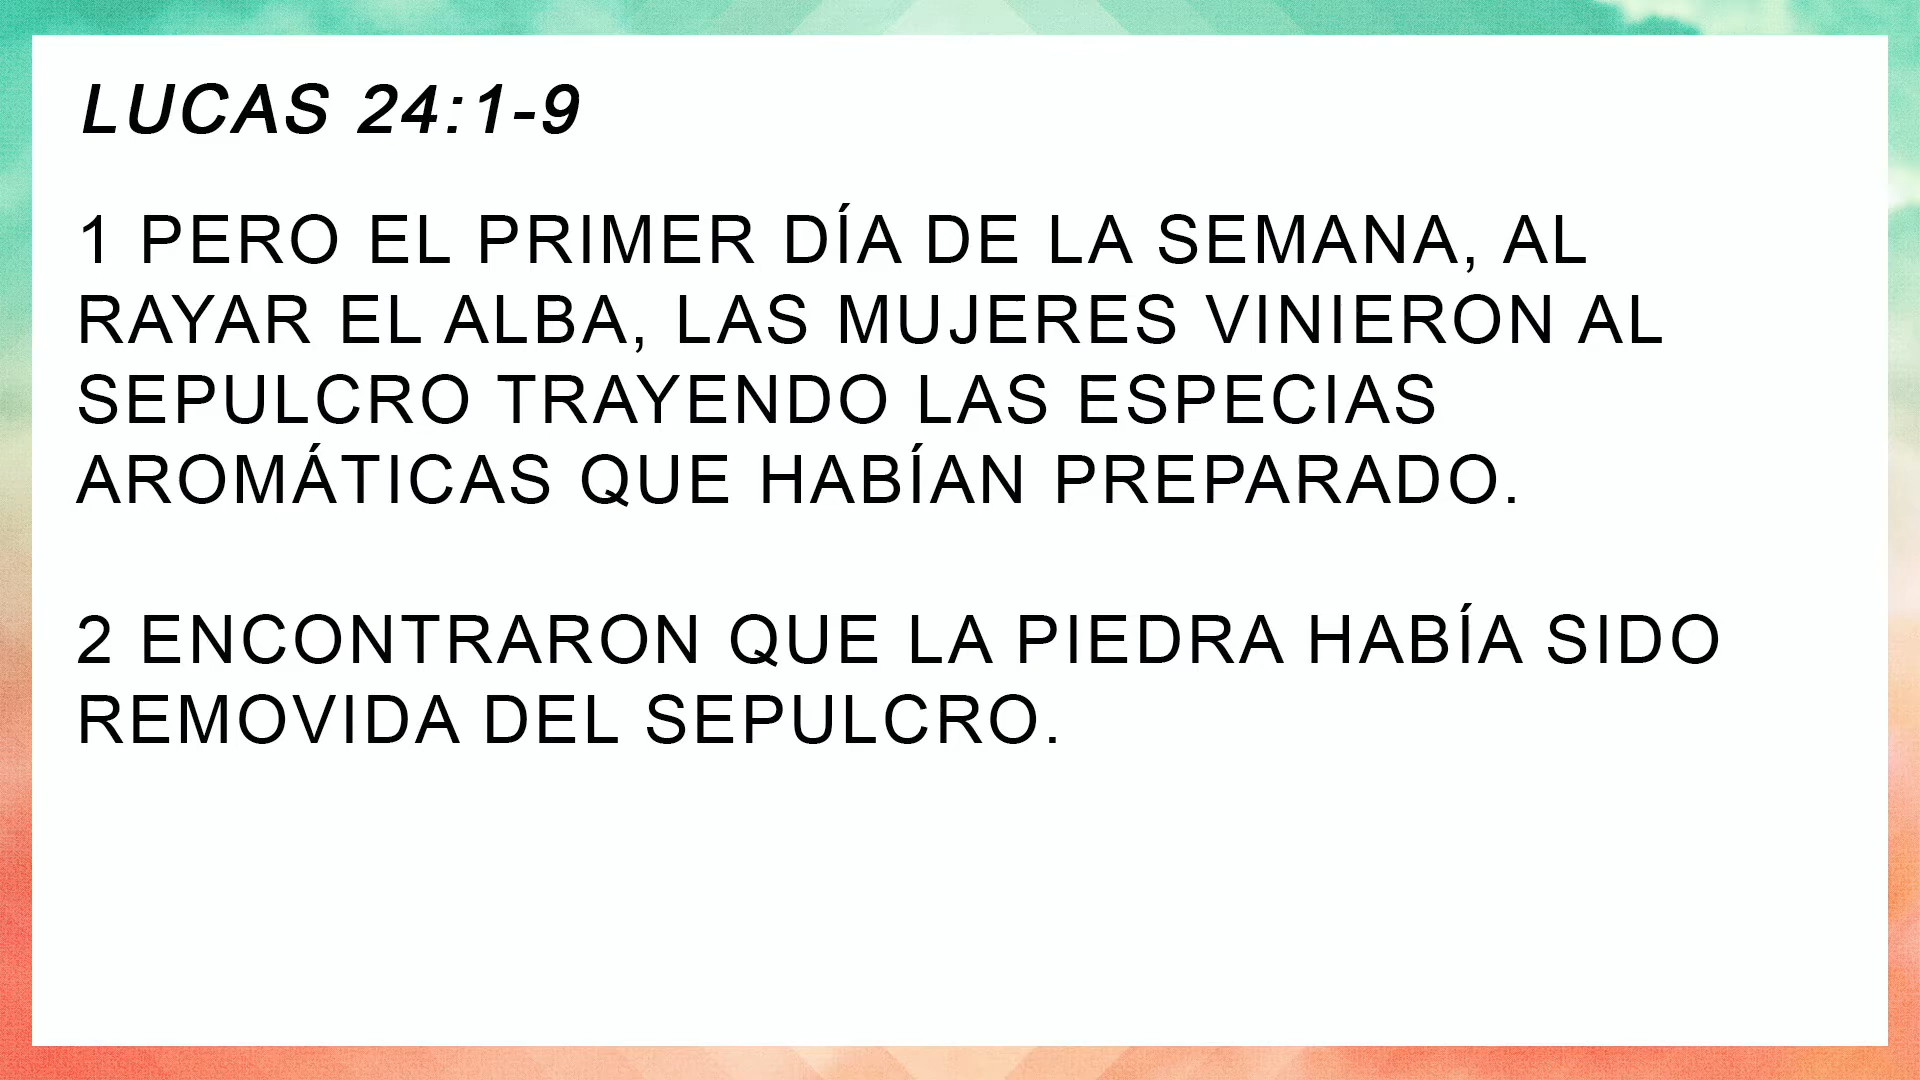 LUCAS 24:1-9
1 PERO EL PRIMER DÍA DE LA SEMANA, AL
RAYAR EL ALBA, LAS MUJERES VINIERON AL
SEPULCRO TRAYENDO LAS ESPECIAS
AROMÁTICAS QUE HABÍAN PREPARADO.
2 ENCONTRARON QUE LA PIEDRA HABÍA SIDO
REMOVIDA DEL SEPULCRO.